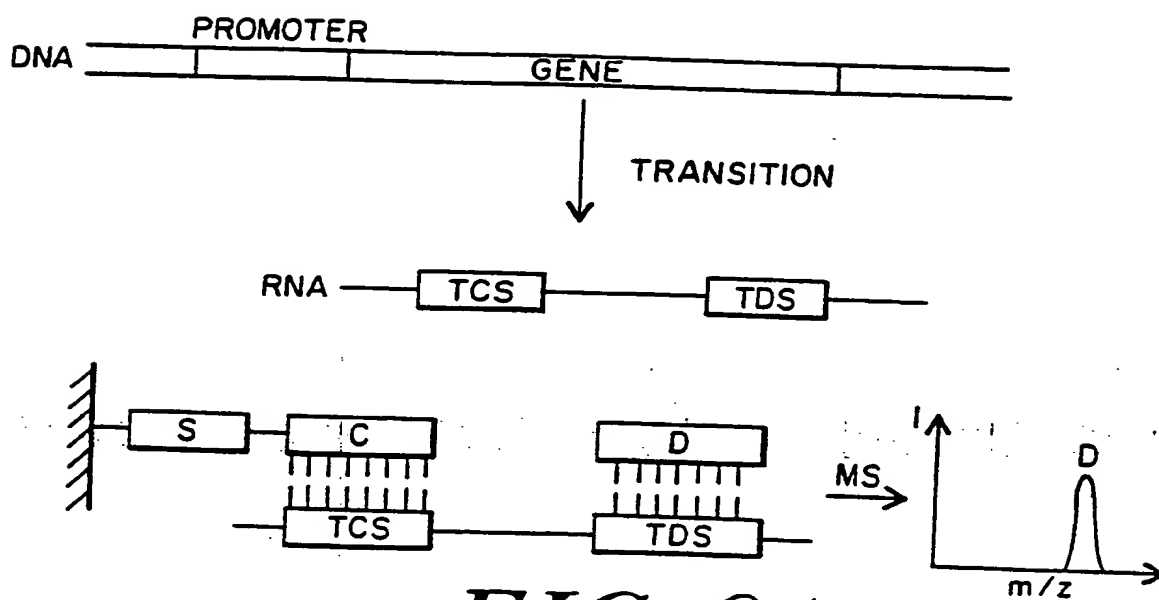 PROMOTER
DNA
GENE
TRANSITION
RNA
TCS
TDS
S
C
D
TCS
TDS
MS
I
D
m/z